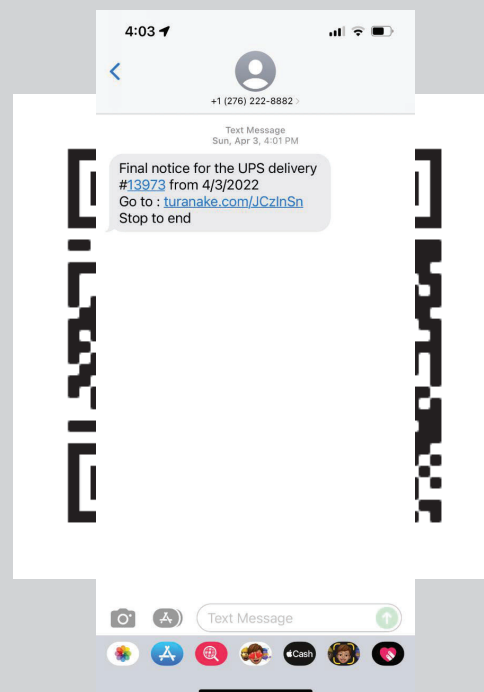 4:03
+1 (276) 222-8882
Text Message
Sun, Apr 3, 4:01 PM
Final notice for the UPS delivery
#13973 from 4/3/2022
Go to : turanake.com/JCzInSn
Stop to end
Text Message
Cash